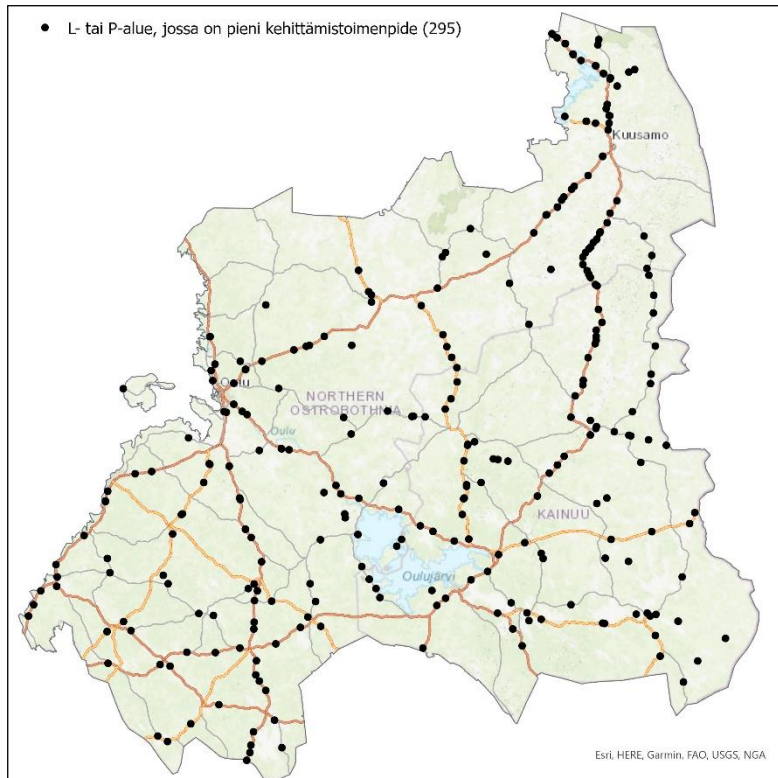 L- tai P-alue, jossa on pieni kehittämistoimenpide (295)
Kuusamo
Oulu
NORTHERN
OSTROBOTHNIA
Oulu
KAINUU
Oulujärvi
Esri, HERE, Garmin, FAO, USGS, NGA